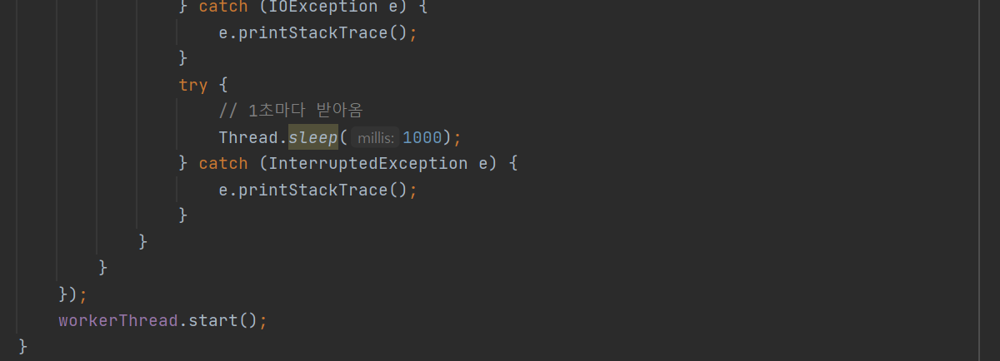 } catch (IOException e) {
e.printStackTrace();
}
try {
// 1초마다 받아옴
Thread.sleep( millis: 1000);
} catch (InterruptedException e) {
e.printStackTrace();
}
}
}
});
workerThread.start();
}